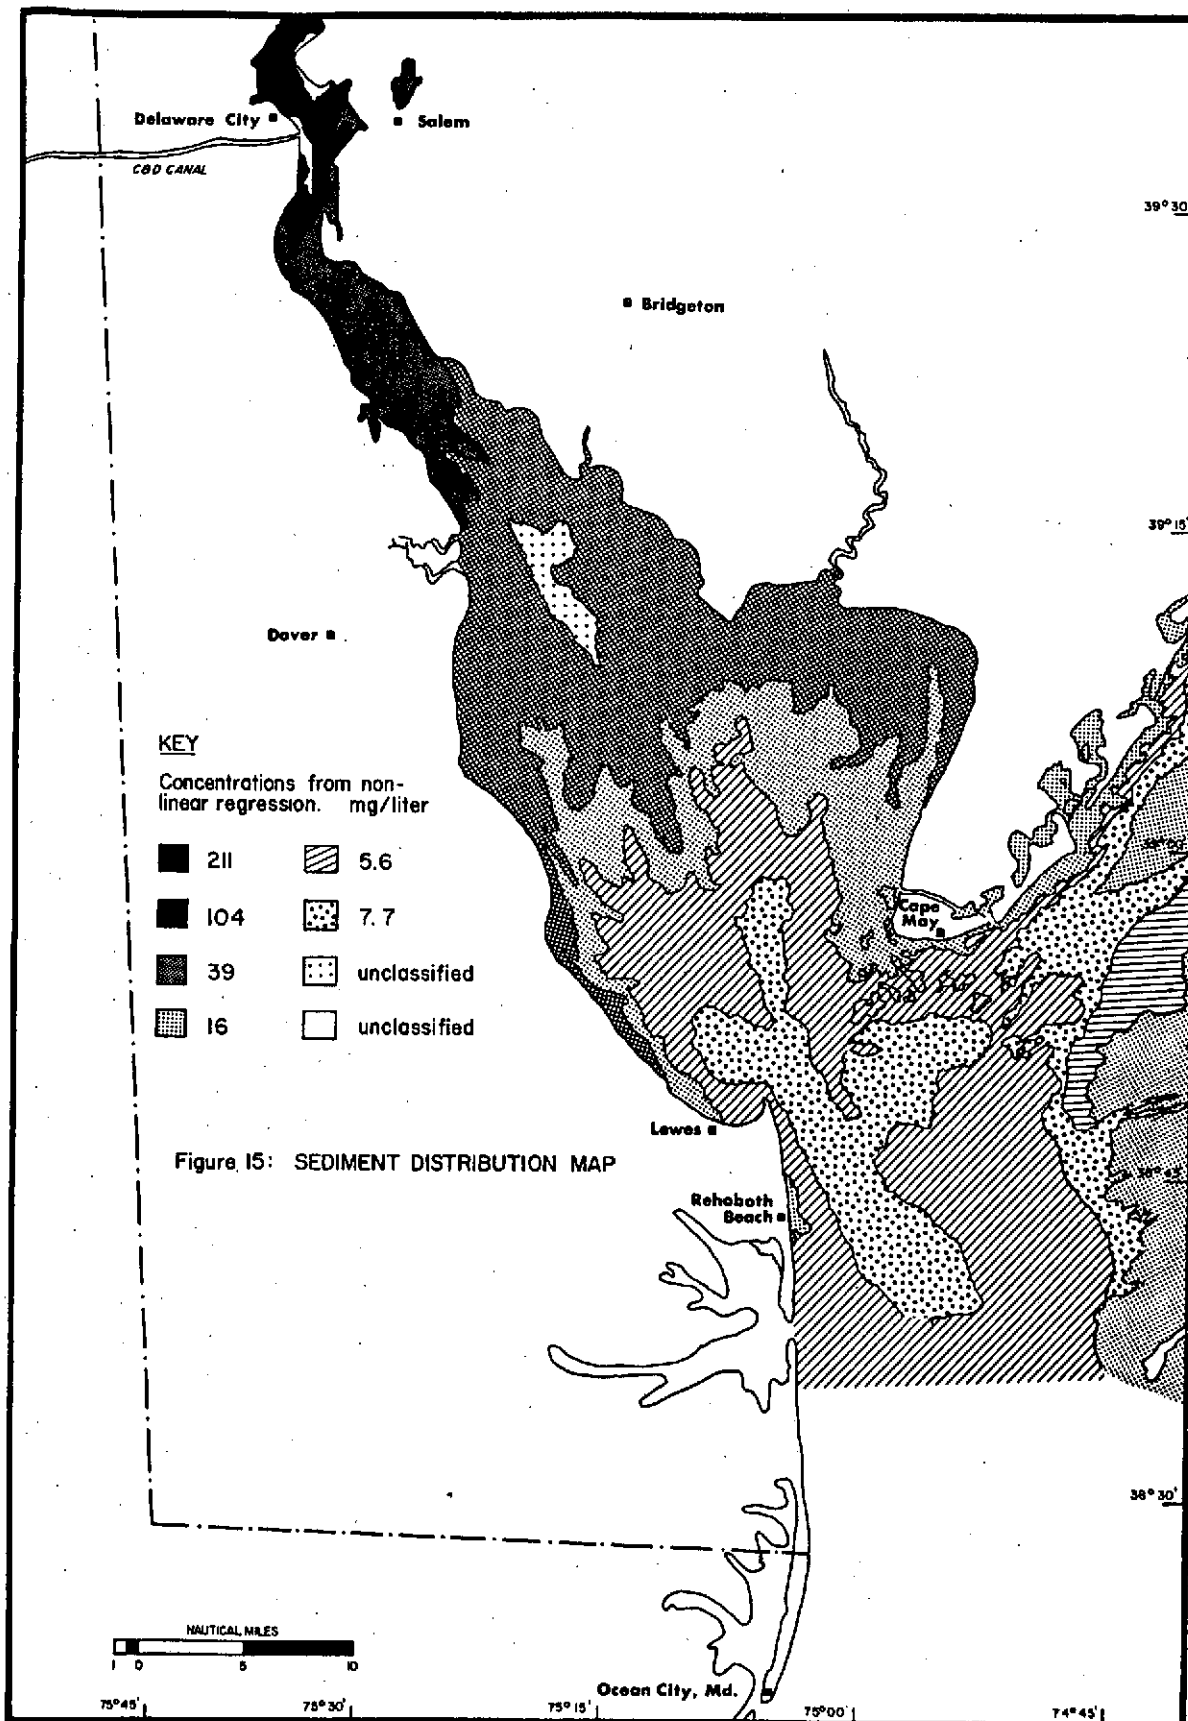 Delaware City
Salem
C&D CANAL
39° 30'
Bridgeton
39° 15'
Dover
KEY
Concentrations from non-
linear regression. mg/liter
211
5.6
104
7.7
39
unclassified
16
unclassified
Cape
May
Lewes
Figure 15: SEDIMENT DISTRIBUTION MAP
38° 45'
Rehoboth
Beach
38° 30'
NAUTICAL MILES
1 0 5 10
Ocean City, Md.
75° 45'
75° 30'
75° 15'
75° 00'
74° 45'